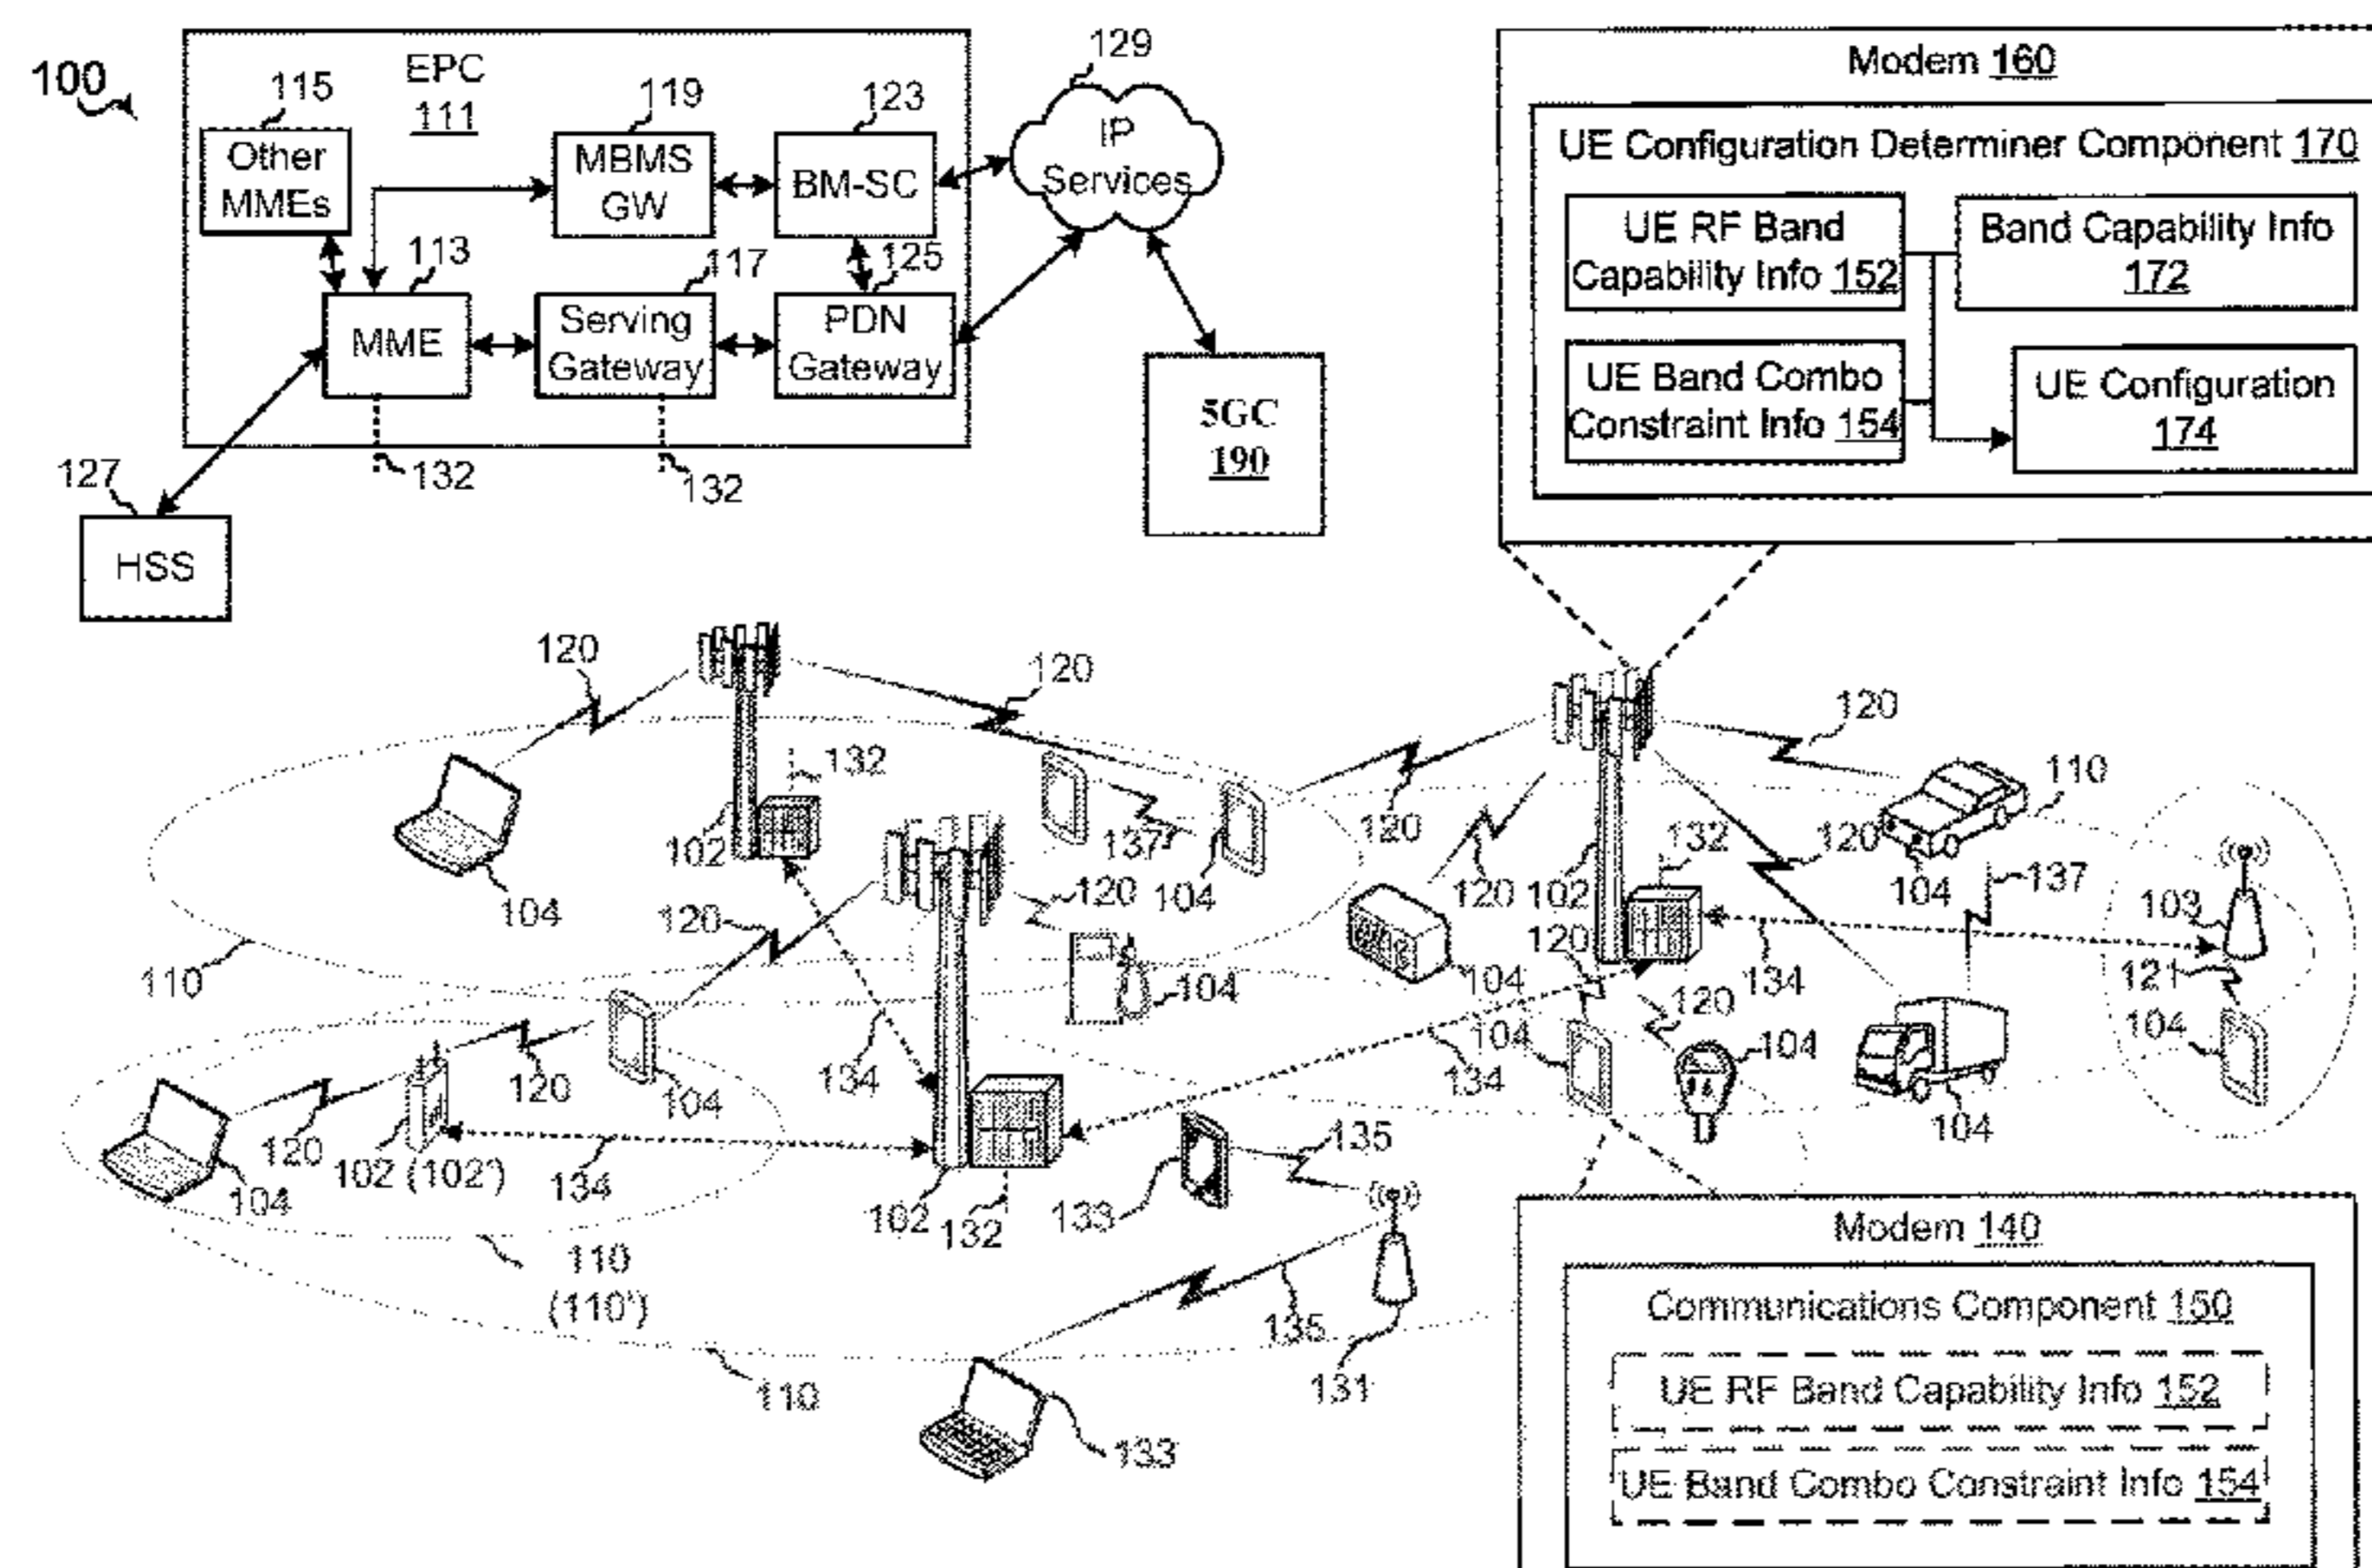 100
EPC
111
115
Other
MMEs
119
MBMS
GW
123
BM-SC
129
IP
Services
113
MME
117
Serving
Gateway
125
PDN
Gateway
132
132
127
HSS
5GC
190
Modem 160
UE Configuration Determiner Component 170
UE RF Band
Capability Info 152
Band Capability Info
172
UE Band Combo
Constraint Info 154
UE Configuration
174
120
120
120
132
102
137
104
120
120
102
132
120
104
110
137
103
104
120
120
104
104
120
121
110
134
104
134
120
104
104
134
104
120
104
120
102 (102')
134
104
102
132
133
135
104
110
(110')
110
135
131
133
Modem 140
Communications Component 150
UE RF Band Capability Info 152
UE Band Combo Constraint Info 154